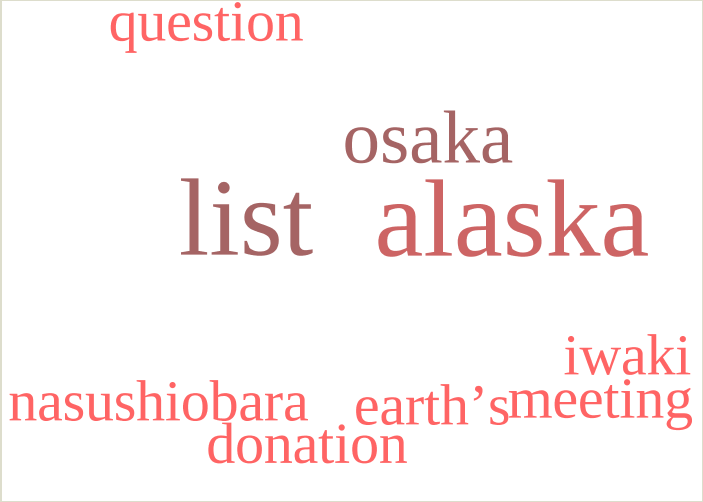 question
osaka
list alaska
iwaki
nasushiobara earth’s meeting
donation